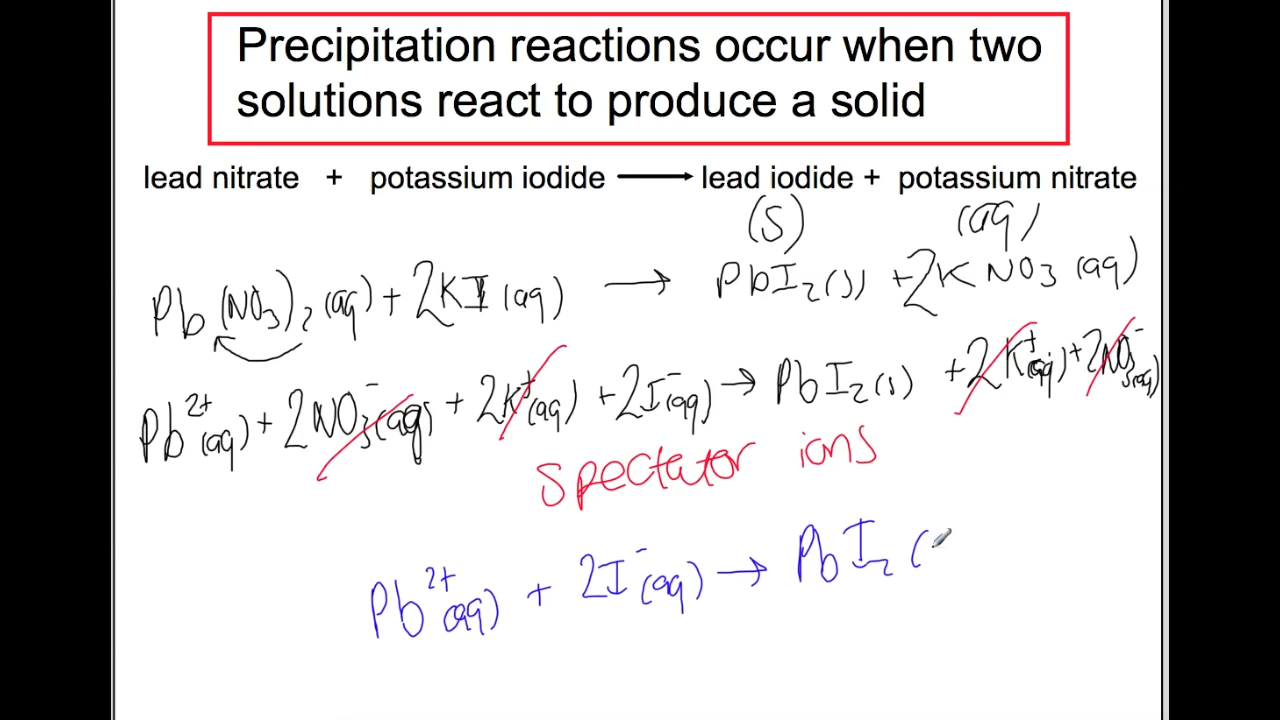 Precipitation reactions occur when two
solutions react to produce a solid
lead nitrate + potassium iodide ⟶ lead iodide + potassium nitrate
(s) (aq)
Pb(NO₃)₂(aq) + 2KI(aq) → PbI₂(s) + 2KNO₃(aq)
Pb²⁺(aq) + 2NO₃⁻(aq) + 2K⁺(aq) + 2I⁻(aq) → PbI₂(s) + 2K⁺(aq) + 2NO₃⁻(aq)
Spectator ions
Pb²⁺(aq) + 2I⁻(aq) → PbI₂(